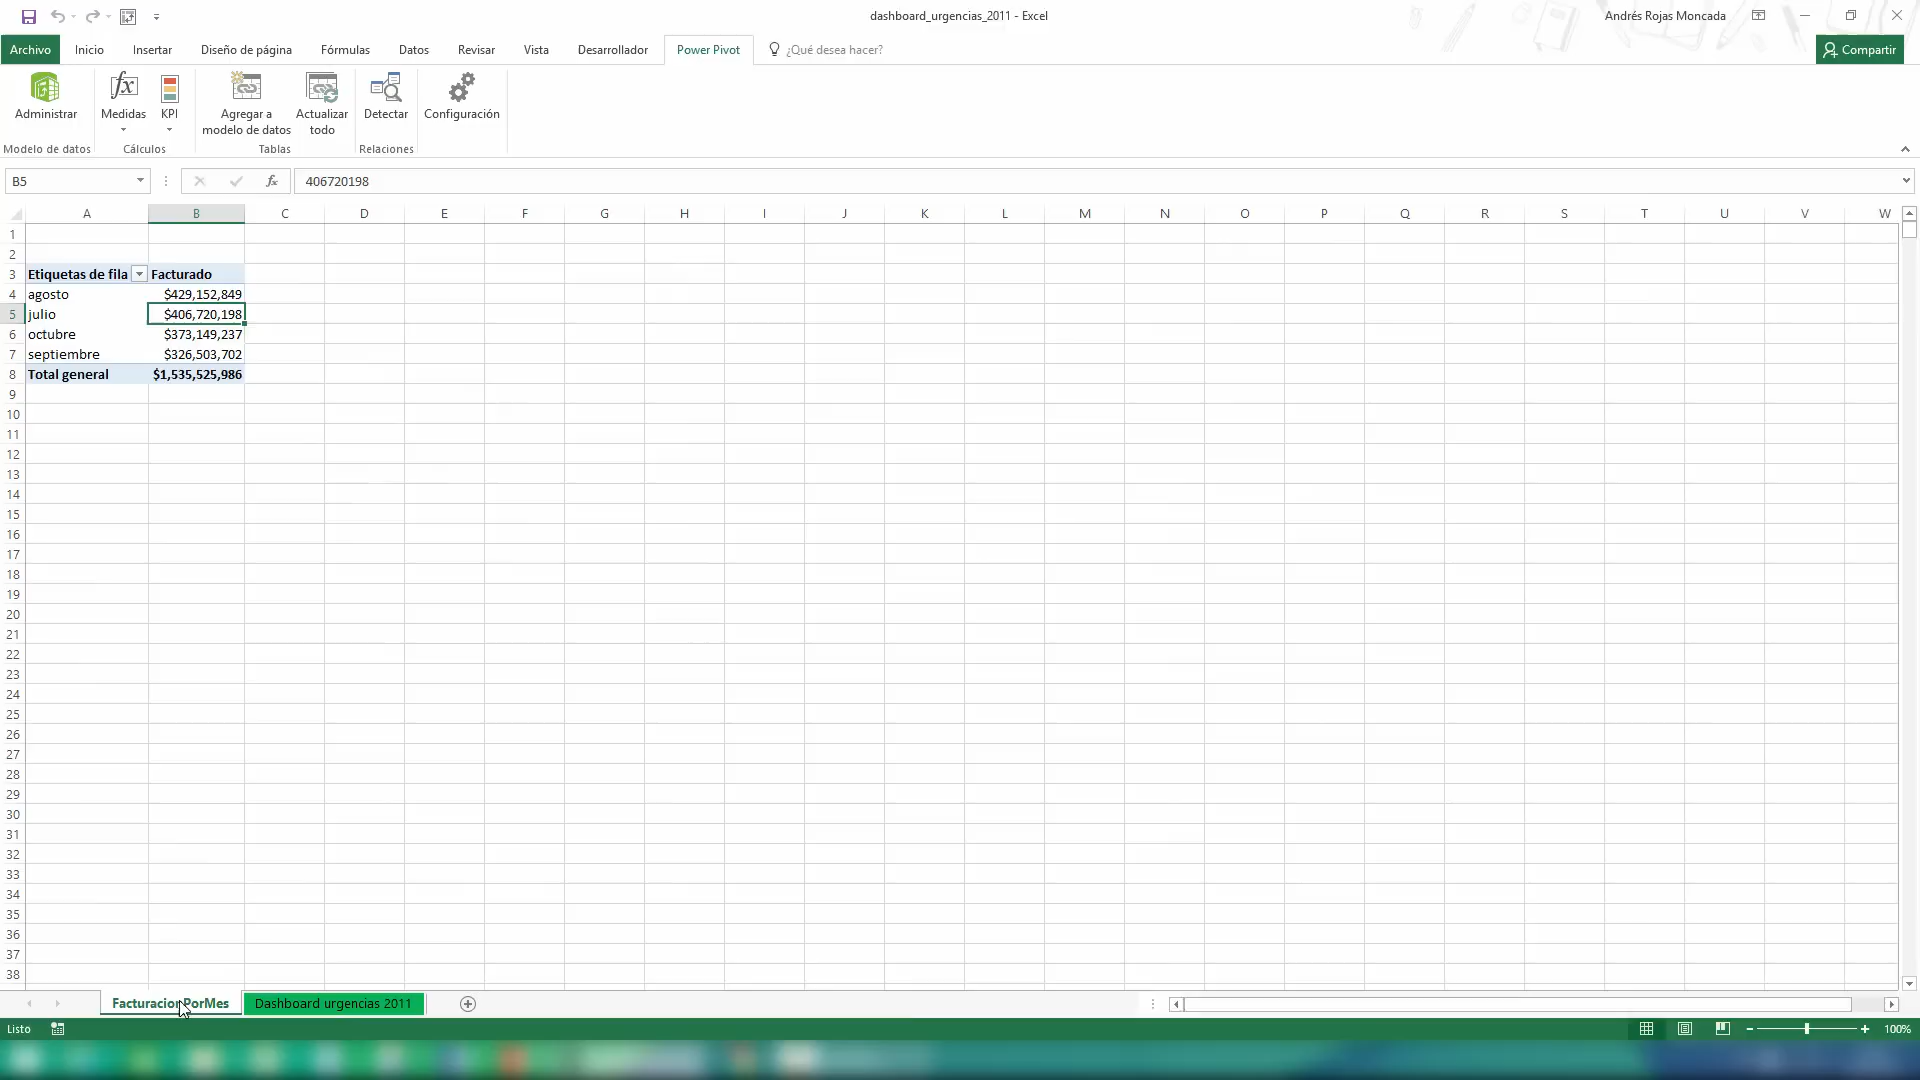 dashboard_urgencias_2011 - Excel
Andrés Rojas Moncada
Archivo Inicio Insertar Diseño de página Fórmulas Datos Revisar Vista Desarrollador Power Pivot ¿Qué desea hacer? Compartir
Administrar
Medidas
KPI
Agregar a
modelo de datos
Actualizar
todo
Detectar
Configuración
Modelo de datos Cálculos Tablas Relaciones
B5 fx 406720198
A B C D E F G H I J K L M N O P Q R S T U V W
1
2
3 Etiquetas de fila Facturado
4 agosto $429,152,849
5 julio $406,720,198
6 octubre $373,149,237
7 septiembre $326,503,702
8 Total general $1,535,525,986
9
10
11
12
13
14
15
16
17
18
19
20
21
22
23
24
25
26
27
28
29
30
31
32
33
34
35
36
37
38
FacturacionPorMes Dashboard urgencias 2011
Listo 100%